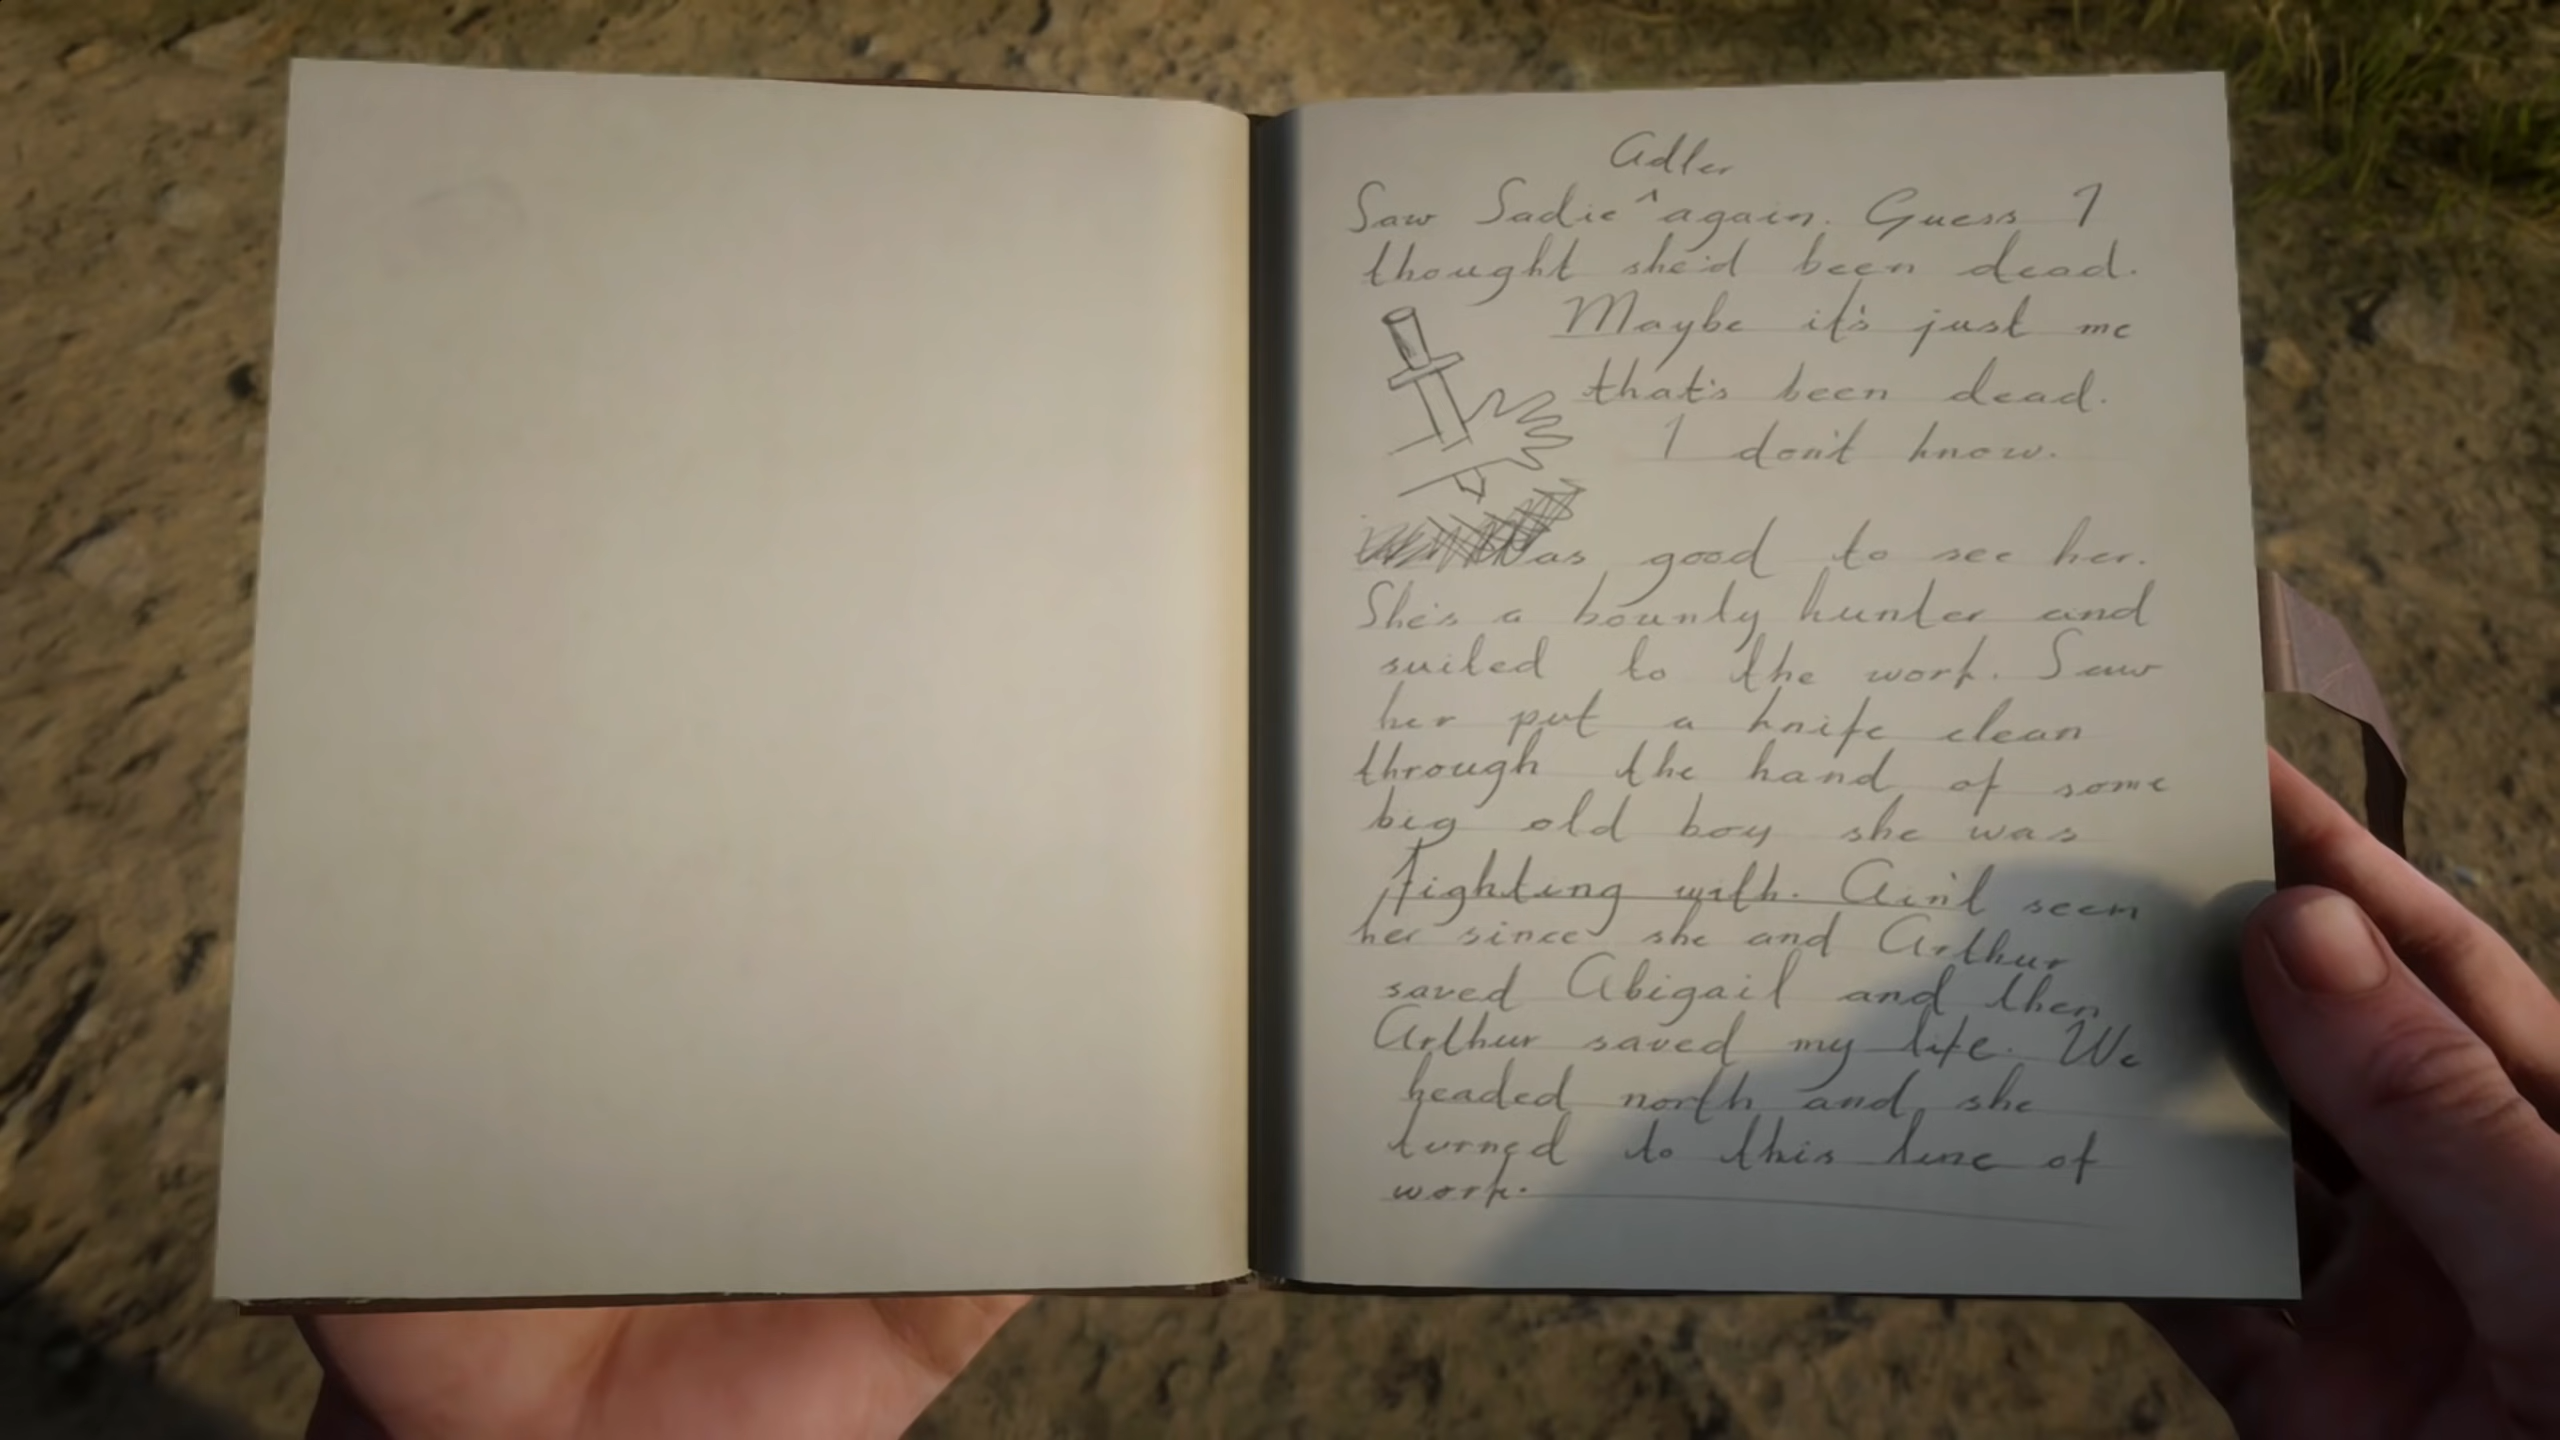 Adler
Saw Sadie ^ again. Guess I
thought she'd been dead.
Maybe it's just me
that's been dead.
I don't know.
Was good to see her.
She's a bounty hunter and
suited to the work. Saw
her put a knife clean
through the hand of some
big old boy she was
fighting with. Ain't seen
her since she and Arthur
saved Abigail and then
Arthur saved my life. We
headed north and she
turned to this line of
work.